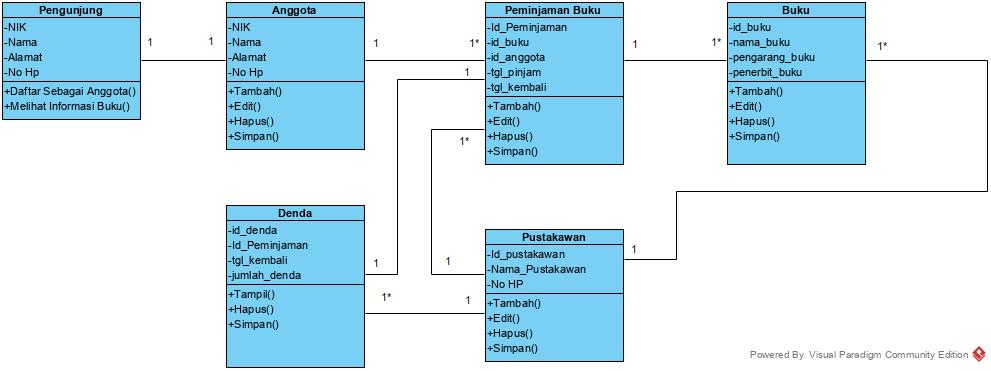 Pengunjung
-NIK
-Nama
-Alamat
-No Hp
+Daftar Sebagai Anggota()
+Melihat Informasi Buku()
1
1
Anggota
-NIK
-Nama
-Alamat
-No Hp
+Tambah()
+Edit()
+Hapus()
+Simpan()
1
1*
1
1*
Peminjaman Buku
-Id_Peminjaman
-id_buku
-id_anggota
-tgl_pinjam
-tgl_kembali
+Tambah()
+Edit()
+Hapus()
+Simpan()
1
1*
Buku
-id_buku
-nama_buku
-pengarang_buku
-penerbit_buku
+Tambah()
+Edit()
+Hapus()
+Simpan()
1*
Denda
-id_denda
-Id_Peminjaman
-tgl_kembali
-jumlah_denda
+Tampil()
+Hapus()
+Simpan()
1
1*
1
1
Pustakawan
-Id_pustakawan
-Nama_Pustakawan
-No HP
+Tambah()
+Edit()
+Hapus()
+Simpan()
1
Powered By Visual Paradigm Community Edition